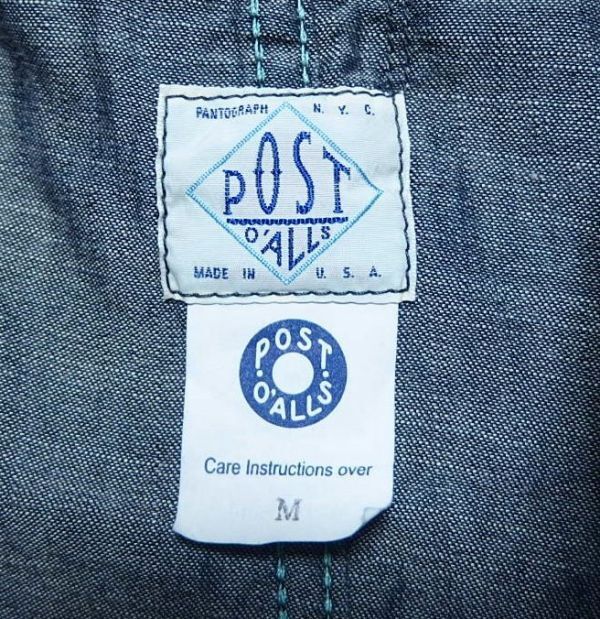 PANTOGRAPH N. Y. C.
POST
O'ALLS
MADE IN U. S. A.
POST
O'ALLS
Care Instructions over
M